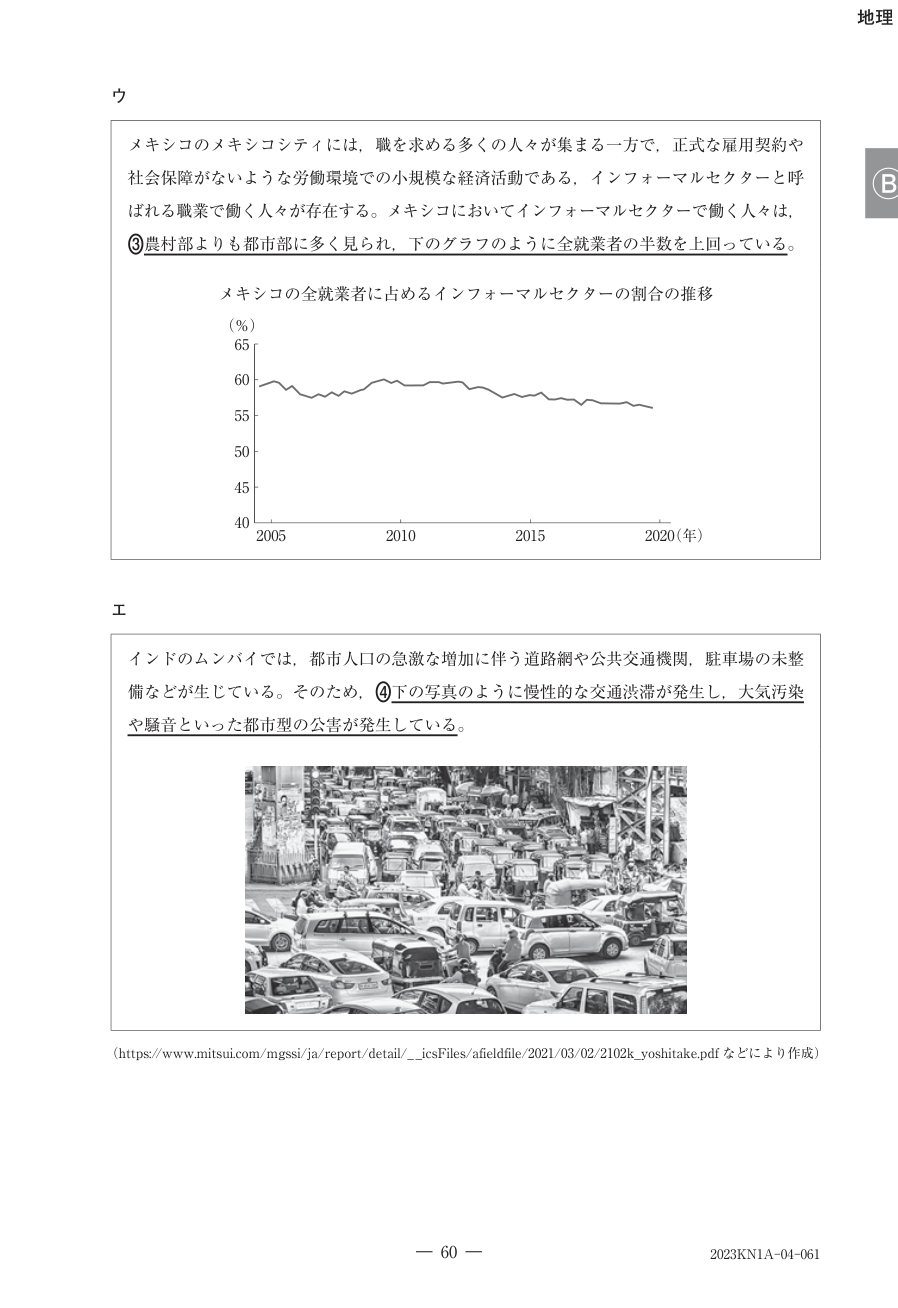 地理
ウ
Ⓑ
メキシコのメキシコシティには，職を求める多くの人々が集まる一方で，正式な雇用契約や
社会保障がないような労働環境での小規模な経済活動である，インフォーマルセクターと呼
ばれる職業で働く人々が存在する。メキシコにおいてインフォーマルセクターで働く人々は，
③農村部よりも都市部に多く見られ，下のグラフのように全就業者の半数を上回っている。
メキシコの全就業者に占めるインフォーマルセクターの割合の推移
（％）
65
60
55
50
45
40
2005 2010 2015 2020（年）
エ
インドのムンバイでは，都市人口の急激な増加に伴う道路網や公共交通機関，駐車場の未整
備などが生じている。そのため，④下の写真のように慢性的な交通渋滞が発生し，大気汚染
や騒音といった都市型の公害が発生している。
（https://www.mitsui.com/mgssi/ja/report/detail/__icsFiles/afieldfile/2021/03/02/2102k_yoshitake.pdf などにより作成）
― 60 ―
2023KN1A-04-061